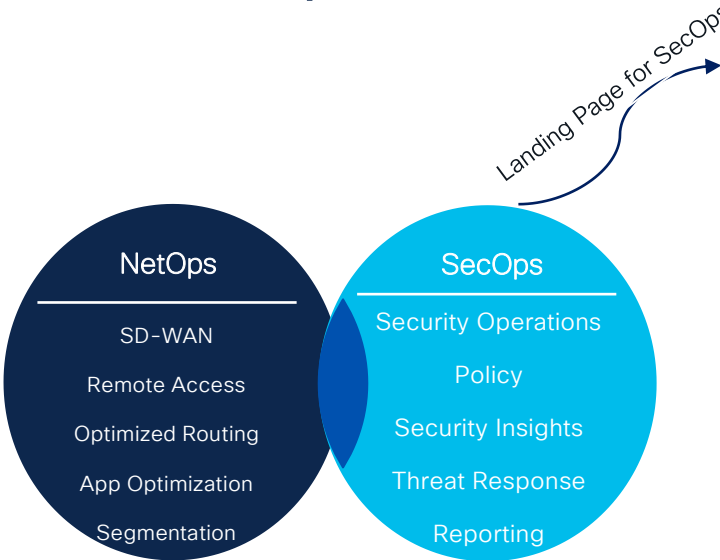 Landing Page for SecOps
NetOps
SD-WAN
Remote Access
Optimized Routing
App Optimization
Segmentation
SecOps
Security Operations
Policy
Security Insights
Threat Response
Reporting